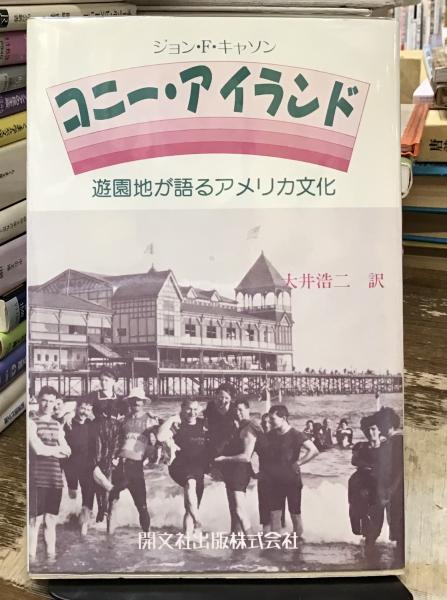 ジョン・F・キャソン
コニー・アイランド
遊園地が語るアメリカ文化
大井浩二 訳
開文社出版株式会社